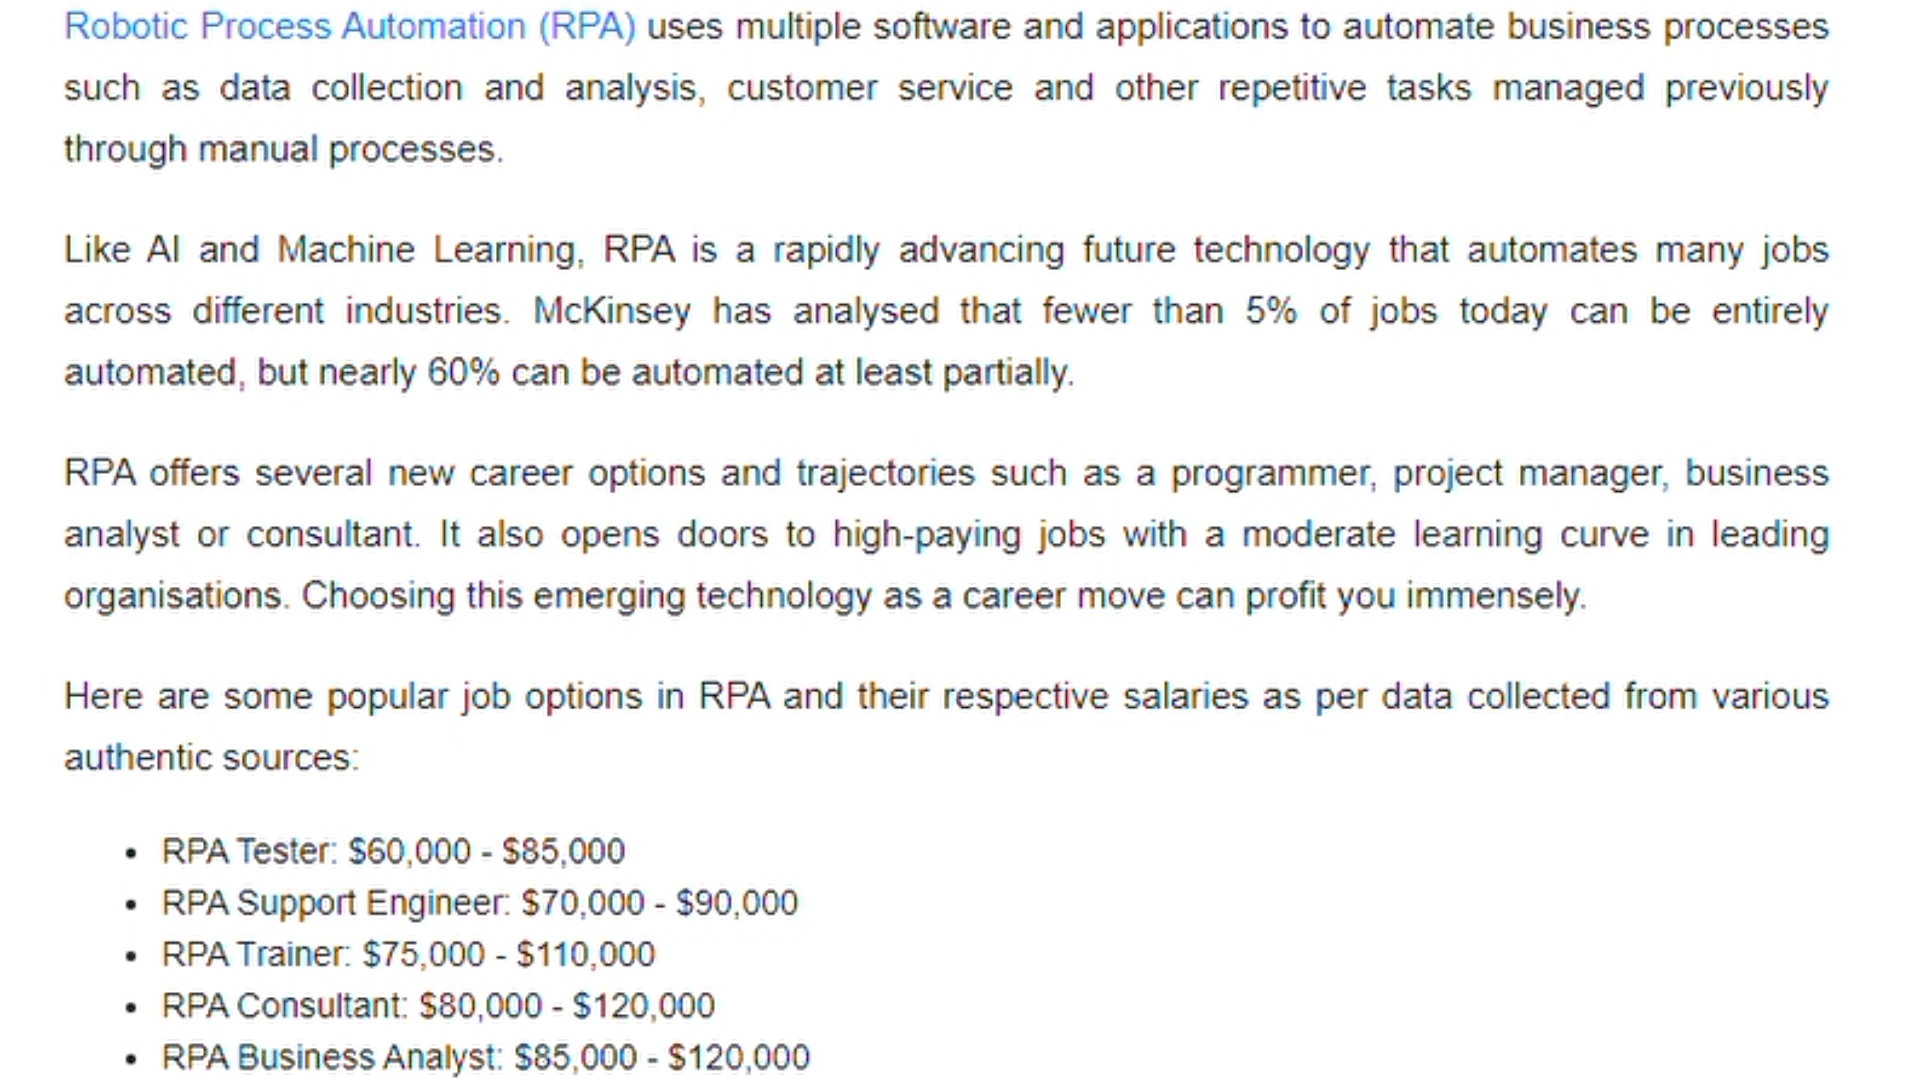 Robotic Process Automation (RPA) uses multiple software and applications to automate business processes
such as data collection and analysis, customer service and other repetitive tasks managed previously
through manual processes.
Like AI and Machine Learning, RPA is a rapidly advancing future technology that automates many jobs
across different industries. McKinsey has analysed that fewer than 5% of jobs today can be entirely
automated, but nearly 60% can be automated at least partially.
RPA offers several new career options and trajectories such as a programmer, project manager, business
analyst or consultant. It also opens doors to high-paying jobs with a moderate learning curve in leading
organisations. Choosing this emerging technology as a career move can profit you immensely.
Here are some popular job options in RPA and their respective salaries as per data collected from various
authentic sources:
• RPA Tester: $60,000 - $85,000
• RPA Support Engineer: $70,000 - $90,000
• RPA Trainer: $75,000 - $110,000
• RPA Consultant: $80,000 - $120,000
• RPA Business Analyst: $85,000 - $120,000